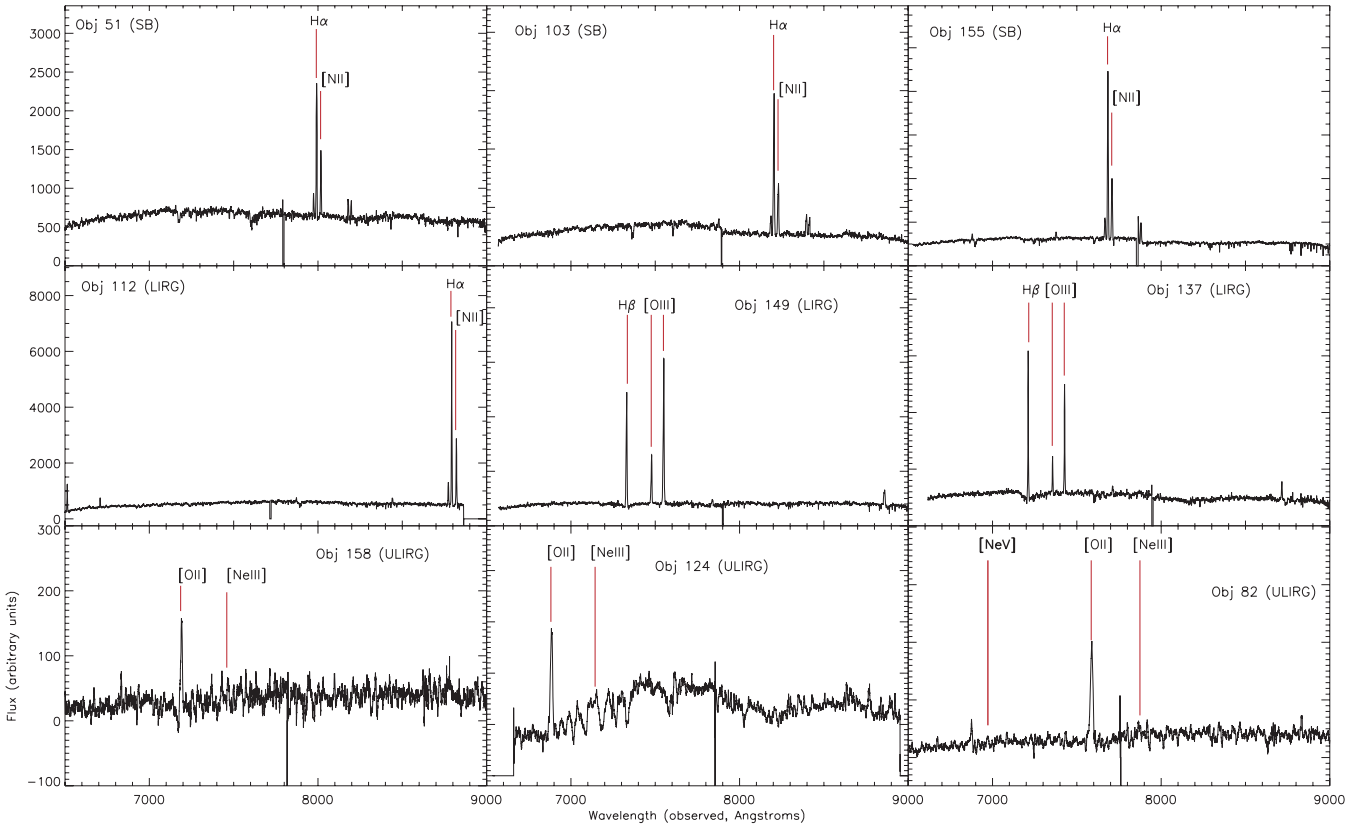 Obj 51 (SB)
Hα
[NII]
3000
2500
2000
1500
1000
500
0
Obj 103 (SB)
Hα
[NII]
Obj 155 (SB)
Hα
[NII]
Obj 112 (LIRG)
Hα
[NII]
8000
6000
4000
2000
0
Obj 149 (LIRG)
Hβ [OIII]
Obj 137 (LIRG)
Hβ [OIII]
Obj 158 (ULIRG)
[OII] [NeIII]
300
200
100
0
−100
Flux (arbitrary units)
Obj 124 (ULIRG)
[OII] [NeIII]
Obj 82 (ULIRG)
[NeV] [OII] [NeIII]
7000 8000 9000 7000 8000 9000 7000 8000 9000
Wavelength (observed, Angstroms)